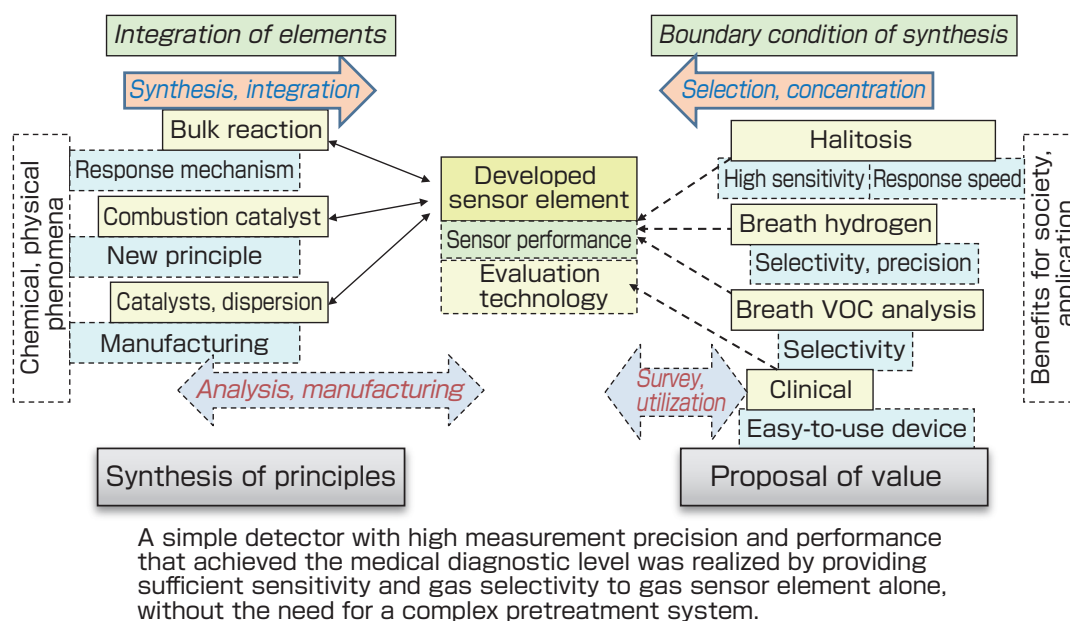 Integration of elements
Boundary condition of synthesis
Synthesis, integration
Selection, concentration
Chemical, physical
phenomena
Bulk reaction
Response mechanism
Combustion catalyst
New principle
Catalysts, dispersion
Manufacturing
Developed
sensor element
Sensor performance
Evaluation
technology
Halitosis
High sensitivity
Response speed
Breath hydrogen
Selectivity, precision
Breath VOC analysis
Selectivity
Clinical
Easy-to-use device
Benefits for society,
application
Analysis, manufacturing
Survey,
utilization
Synthesis of principles
Proposal of value
A simple detector with high measurement precision and performance
that achieved the medical diagnostic level was realized by providing
sufficient sensitivity and gas selectivity to gas sensor element alone,
without the need for a complex pretreatment system.